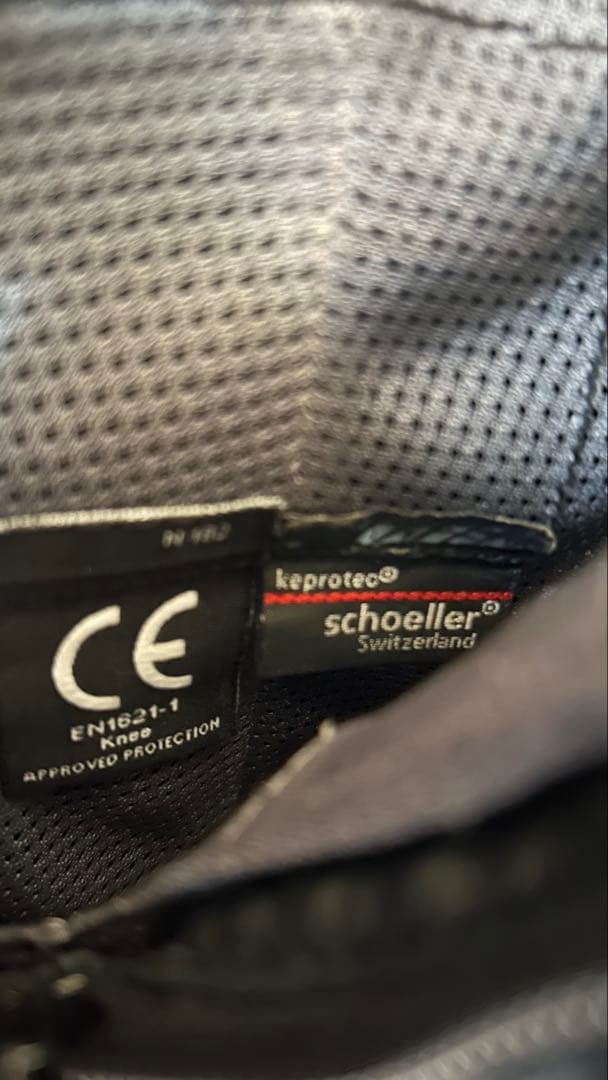 CE
EN1621-1
Knee
APPROVED PROTECTION
keprotec®
schoeller®
Switzerland